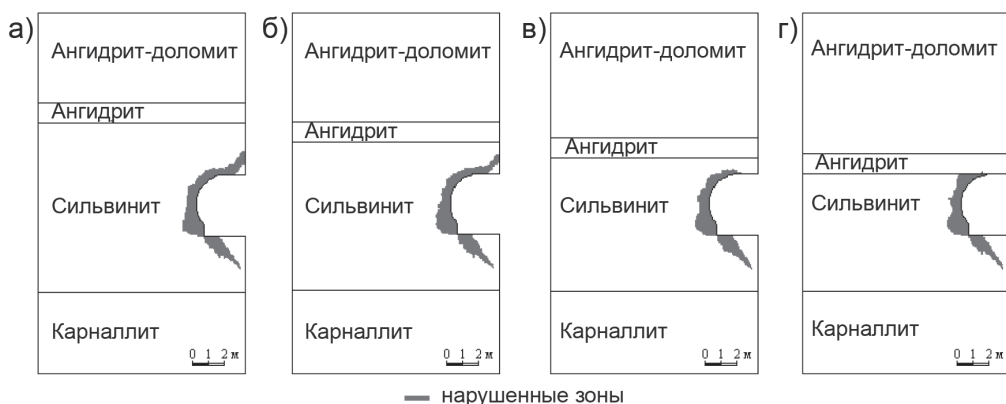 а)
Ангидрит-доломит
Ангидрит
Сильвинит
Карналлит
0 1 2 м
б)
Ангидрит-доломит
Ангидрит
Сильвинит
Карналлит
0 1 2 м
в)
Ангидрит-доломит
Ангидрит
Сильвинит
Карналлит
0 1 2 м
г)
Ангидрит-доломит
Ангидрит
Сильвинит
Карналлит
0 1 2 м
нарушенные зоны